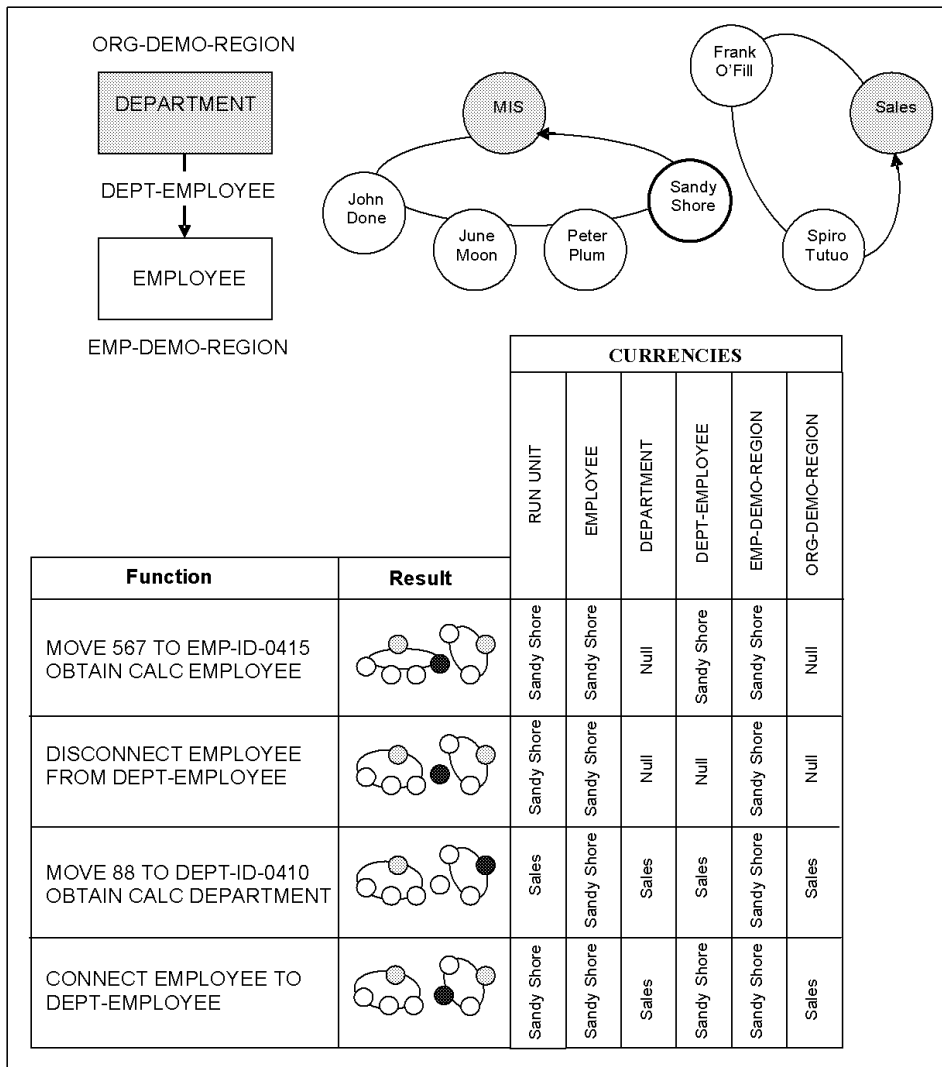 ORG-DEMO-REGION
DEPARTMENT
DEPT-EMPLOYEE
EMPLOYEE
EMP-DEMO-REGION
MIS
John
Done
June
Moon
Peter
Plum
Sandy
Shore
Frank
O'Fill
Sales
Spiro
Tutuo
CURRENCIES
RUN UNIT
EMPLOYEE
DEPARTMENT
DEPT-EMPLOYEE
EMP-DEMO-REGION
ORG-DEMO-REGION
Function
Result
MOVE 567 TO EMP-ID-0415
OBTAIN CALC EMPLOYEE
Sandy Shore
Sandy Shore
Null
Sandy Shore
Sandy Shore
Null
DISCONNECT EMPLOYEE
FROM DEPT-EMPLOYEE
Sandy Shore
Sandy Shore
Null
Null
Sandy Shore
Null
MOVE 88 TO DEPT-ID-0410
OBTAIN CALC DEPARTMENT
Sales
Sandy Shore
Sales
Sales
Sandy Shore
Sales
CONNECT EMPLOYEE TO
DEPT-EMPLOYEE
Sandy Shore
Sandy Shore
Sales
Sandy Shore
Sandy Shore
Sales